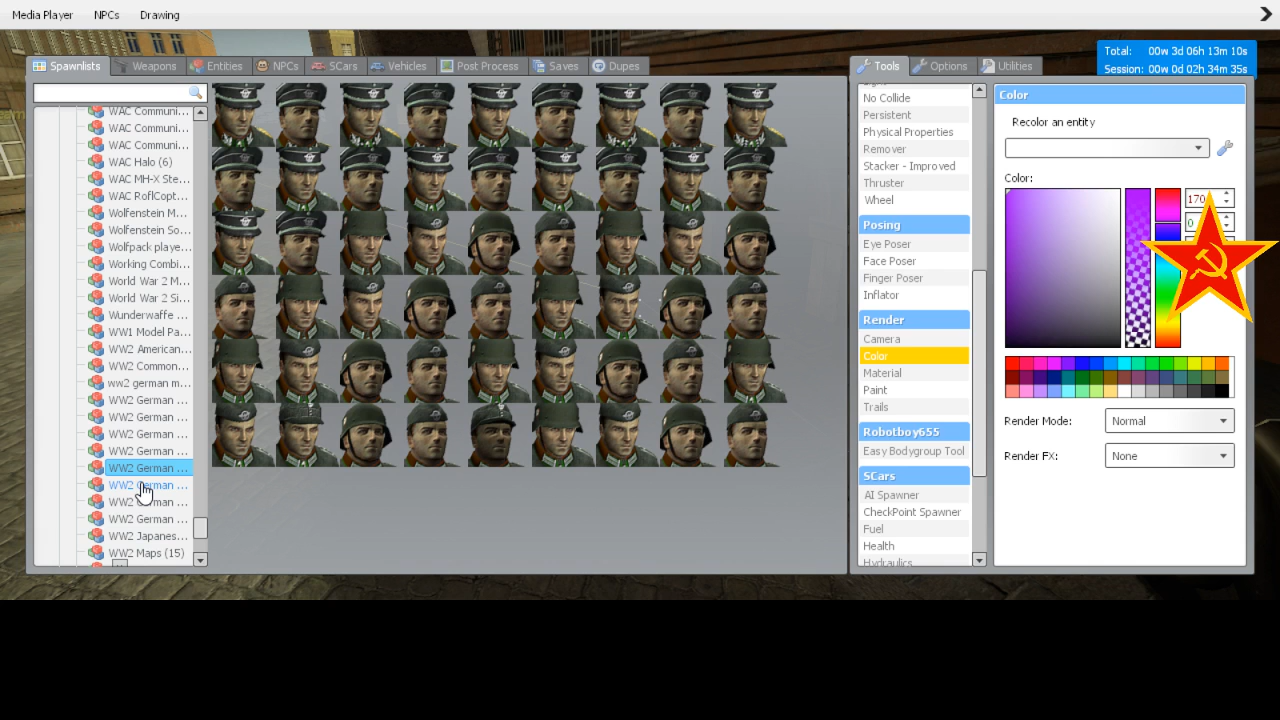 Media Player NPCs Drawing
Total: 00w 3d 06h 13m 10s
Session: 00w 0d 02h 34m 35s
Spawnlists Weapons Entities NPCs SCars Vehicles Post Process Saves Dupes
Tools Options Utilities
WAC Communi...
WAC Communi...
WAC Communi...
WAC Halo (6)
WAC MH-X Ste...
WAC RoflCopt...
Wolfenstein M...
Wolfenstein So...
Wolfpack playe...
Working Combi...
World War 2 M...
World War 2 Si...
Wunderwaffe ...
WW1 Model Pa...
WW2 American...
WW2 Common...
ww2 german m...
WW2 German ...
WW2 German ...
WW2 German ...
WW2 German ...
WW2 German ...
WW2 German ...
WW2 German ...
WW2 German ...
WW2 Japanes...
WW2 Maps (15)
No Collide
Persistent
Physical Properties
Remover
Stacker - Improved
Thruster
Wheel
Posing
Eye Poser
Face Poser
Finger Poser
Inflator
Render
Camera
Color
Material
Paint
Trails
Robotboy655
Easy Bodygroup Tool
SCars
AI Spawner
CheckPoint Spawner
Fuel
Health
Hydraulics
Color
Recolor an entity
Color:
170
0
Render Mode: Normal
Render FX: None